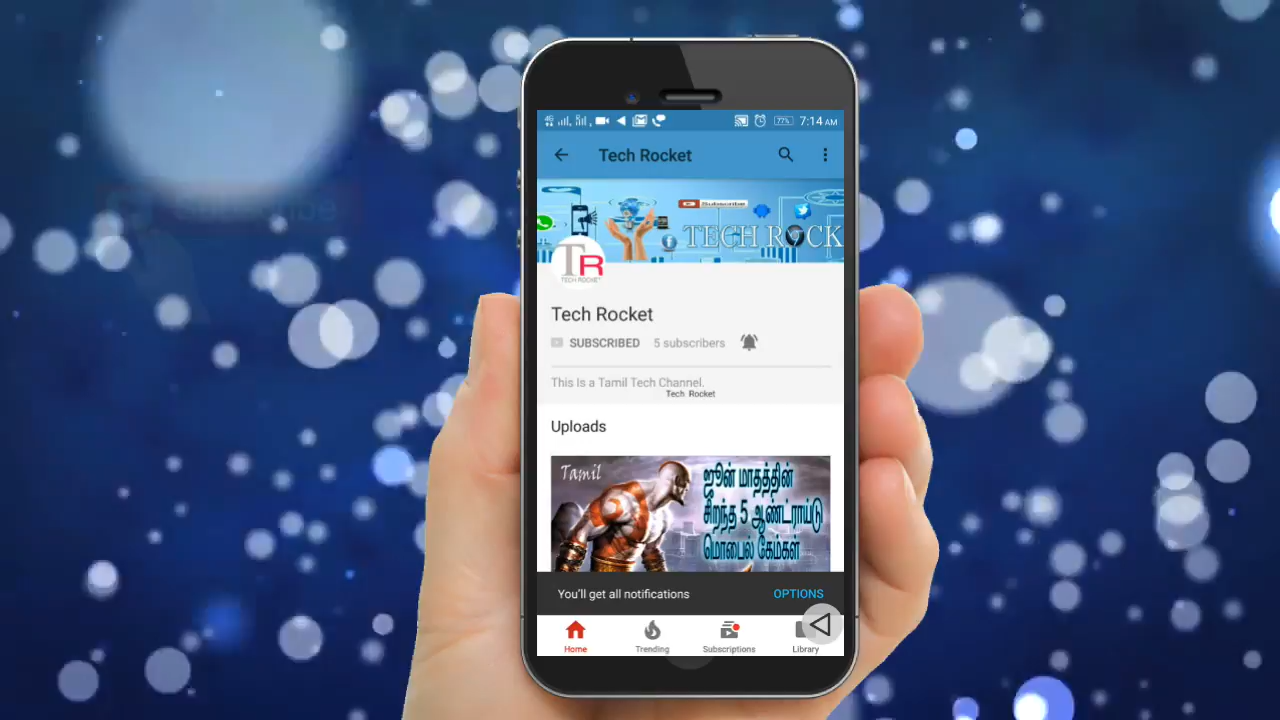 7:14 AM
77%
Tech Rocket
Subscribe
TECH ROCK
TR
TECH ROCKET
Tech Rocket
SUBSCRIBED 5 subscribers
This is a Tamil Tech Channel.
Tech Rocket
Uploads
Tamil
ஜூன் மாதத்தின்
சிறந்த 5 ஆண்ட்ராய்டு
மொபைல் கேம்கள்
You'll get all notifications OPTIONS
Home Trending Subscriptions Library